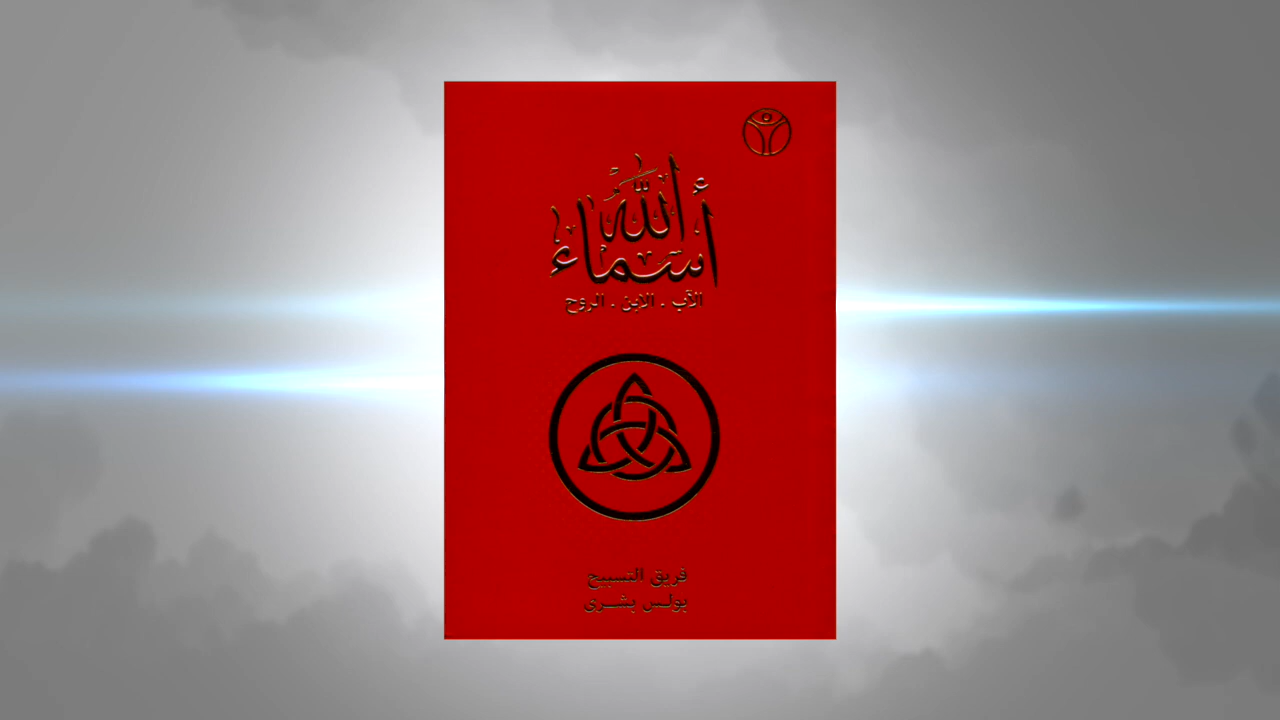 أسماء الله
الآب . الابن . الروح
فريق التسبيح
بولس بشرى